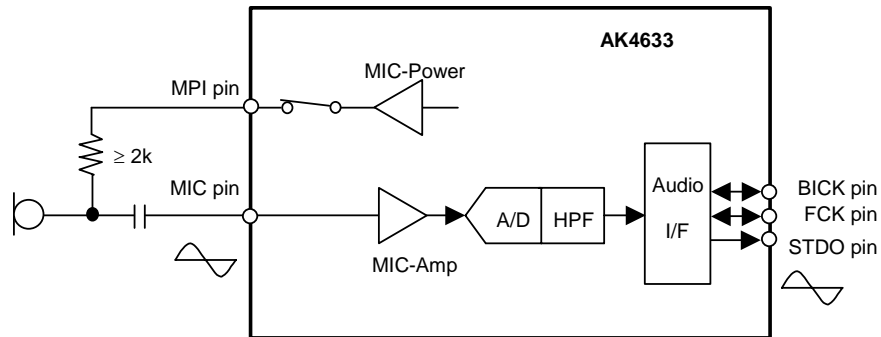 AK4633
MIC-Power
MPI pin
≥ 2k
MIC pin
MIC-Amp
A/D
HPF
Audio
I/F
BICK pin
FCK pin
STDO pin